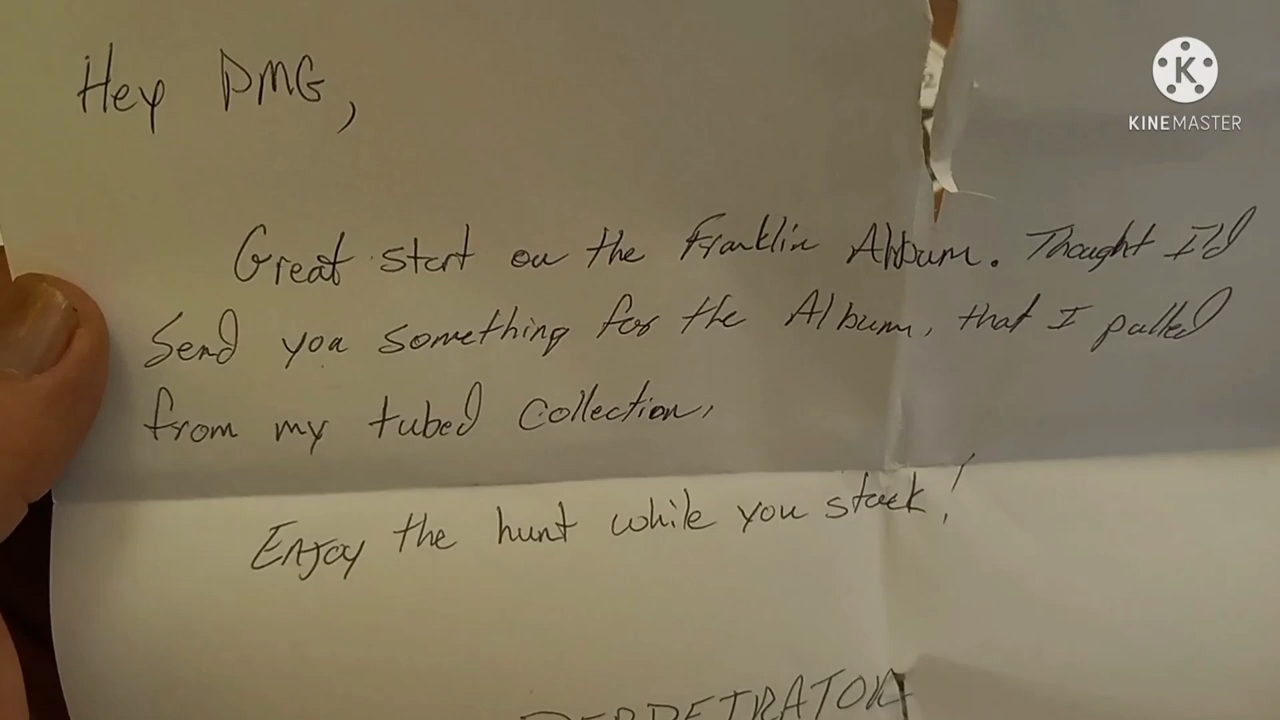 Hey DMG,
KINEMASTER
Great start on the Franklin Album. Thought I'd
Send you something for the Album, that I pulled
from my tubed Collection,
Enjoy the hunt while you stack!
PERPETRATOR